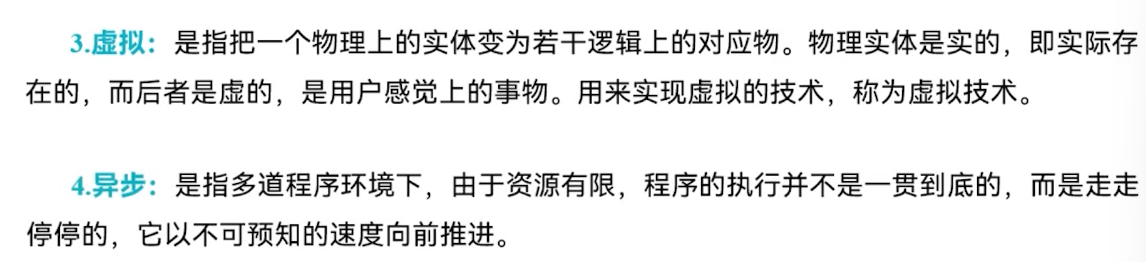 3.虚拟：是指把一个物理上的实体变为若干逻辑上的对应物。物理实体是实的，即实际存
在的，而后者是虚的，是用户感觉上的事物。用来实现虚拟的技术，称为虚拟技术。
4.异步：是指多道程序环境下，由于资源有限，程序的执行并不是一贯到底的，而是走走
停停的，它以不可预知的速度向前推进。